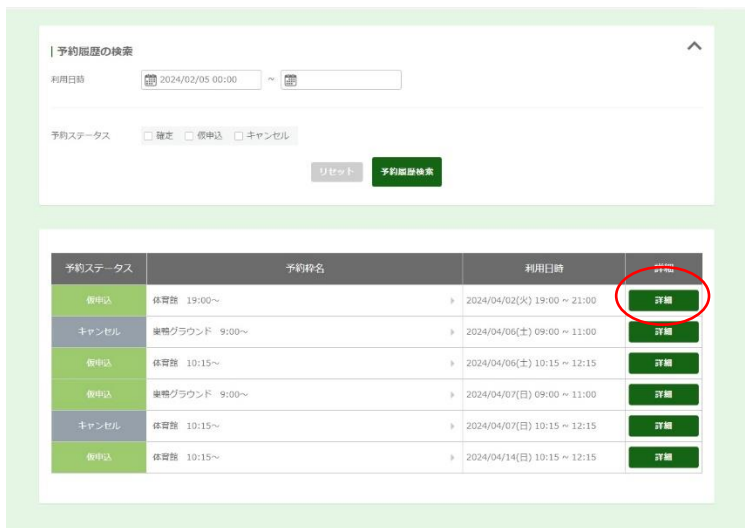 予約履歴の検索
利用日時 2024/02/05 00:00 ~
予約ステータス 確定 仮申込 キャンセル
リセット 予約履歴検索
予約ステータス 予約枠名 利用日時 詳細
仮申込 体育館 19:00～ 2024/04/02(火) 19:00 ~ 21:00 詳細
キャンセル 巣鴨グラウンド 9:00～ 2024/04/06(土) 09:00 ~ 11:00 詳細
仮申込 体育館 10:15～ 2024/04/06(土) 10:15 ~ 12:15 詳細
仮申込 巣鴨グラウンド 9:00～ 2024/04/07(日) 09:00 ~ 11:00 詳細
キャンセル 体育館 10:15～ 2024/04/07(日) 10:15 ~ 12:15 詳細
仮申込 体育館 10:15～ 2024/04/14(日) 10:15 ~ 12:15 詳細